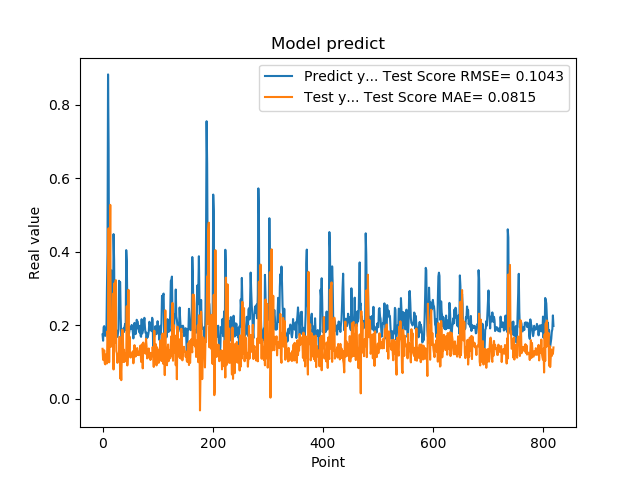 Model predict
Predict y... Test Score RMSE= 0.1043
Test y... Test Score MAE= 0.0815
Real value
0.8
0.6
0.4
0.2
0.0
0 200 400 600 800
Point